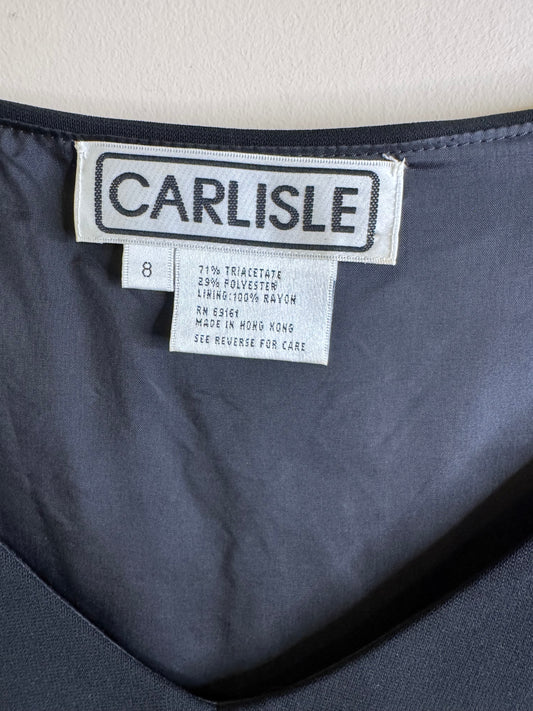 CARLISLE
8
71% TRIACETATE
29% POLYESTER
LINING:100% RAYON
RN 69161
MADE IN HONG KONG
SEE REVERSE FOR CARE